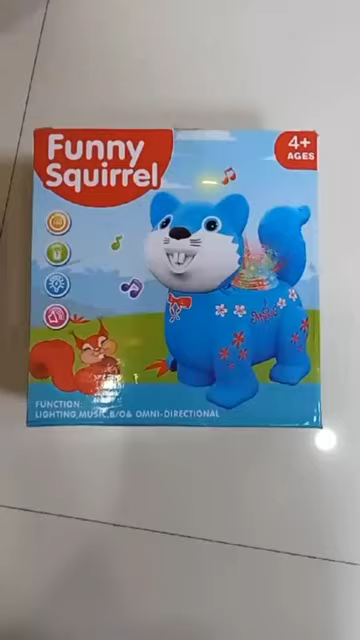 Funny
Squirrel
4+
AGES
FUNCTION:
LIGHTING,MUSIC,B/O& OMNI-DIRECTIONAL